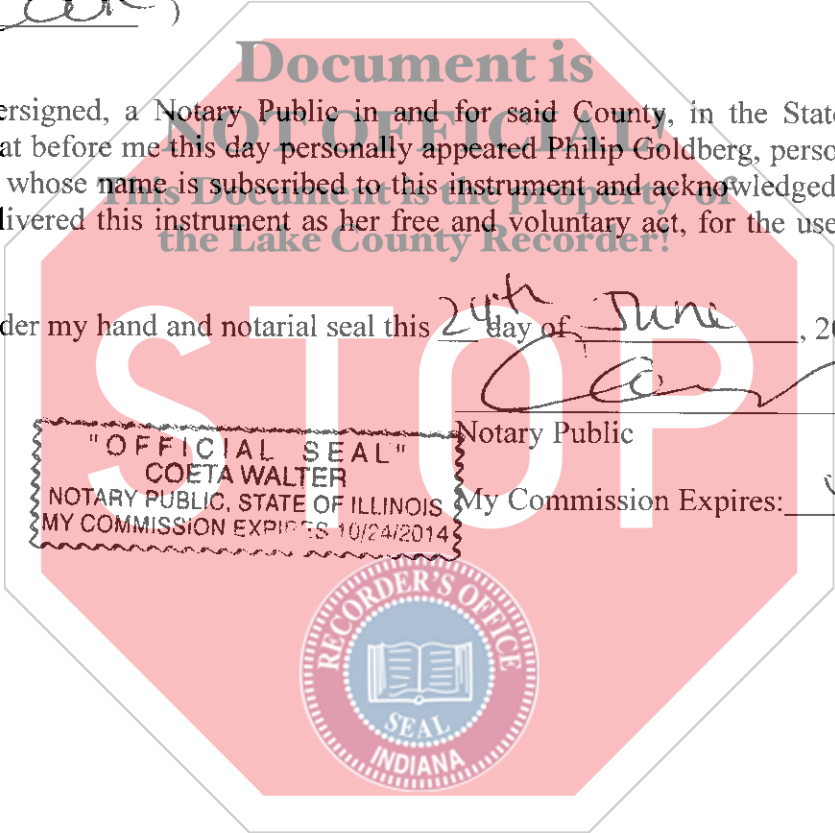 Document is
ersigned, a Notary Public in and for said County, in the State
NOT OFFICIAL!
at before me this day personally appeared Philip Goldberg, perso
whose name is subscribed to this instrument and acknowledged
This Document is the property of
livered this instrument as her free and voluntary act, for the use
the Lake County Recorder!
der my hand and notarial seal this 24th day of June, 20
STOP
Notary Public
"OFFICIAL SEAL"
COETA WALTER
NOTARY PUBLIC, STATE OF ILLINOIS
MY COMMISSION EXPIRES 10/24/2014
My Commission Expires:
RECORDER'S OFFICE
SEAL
INDIANA